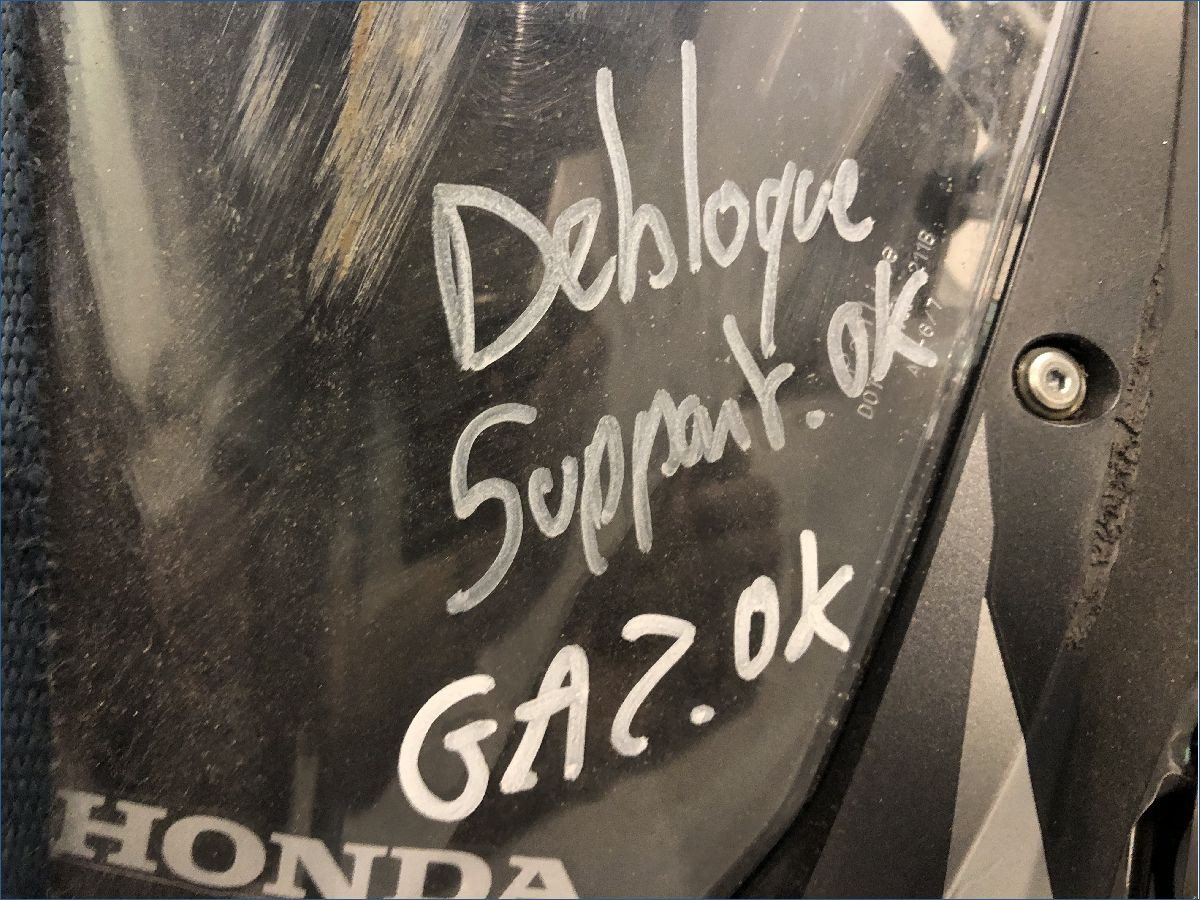 Debloque
Support. OK
GAZ. Ok
HONDA